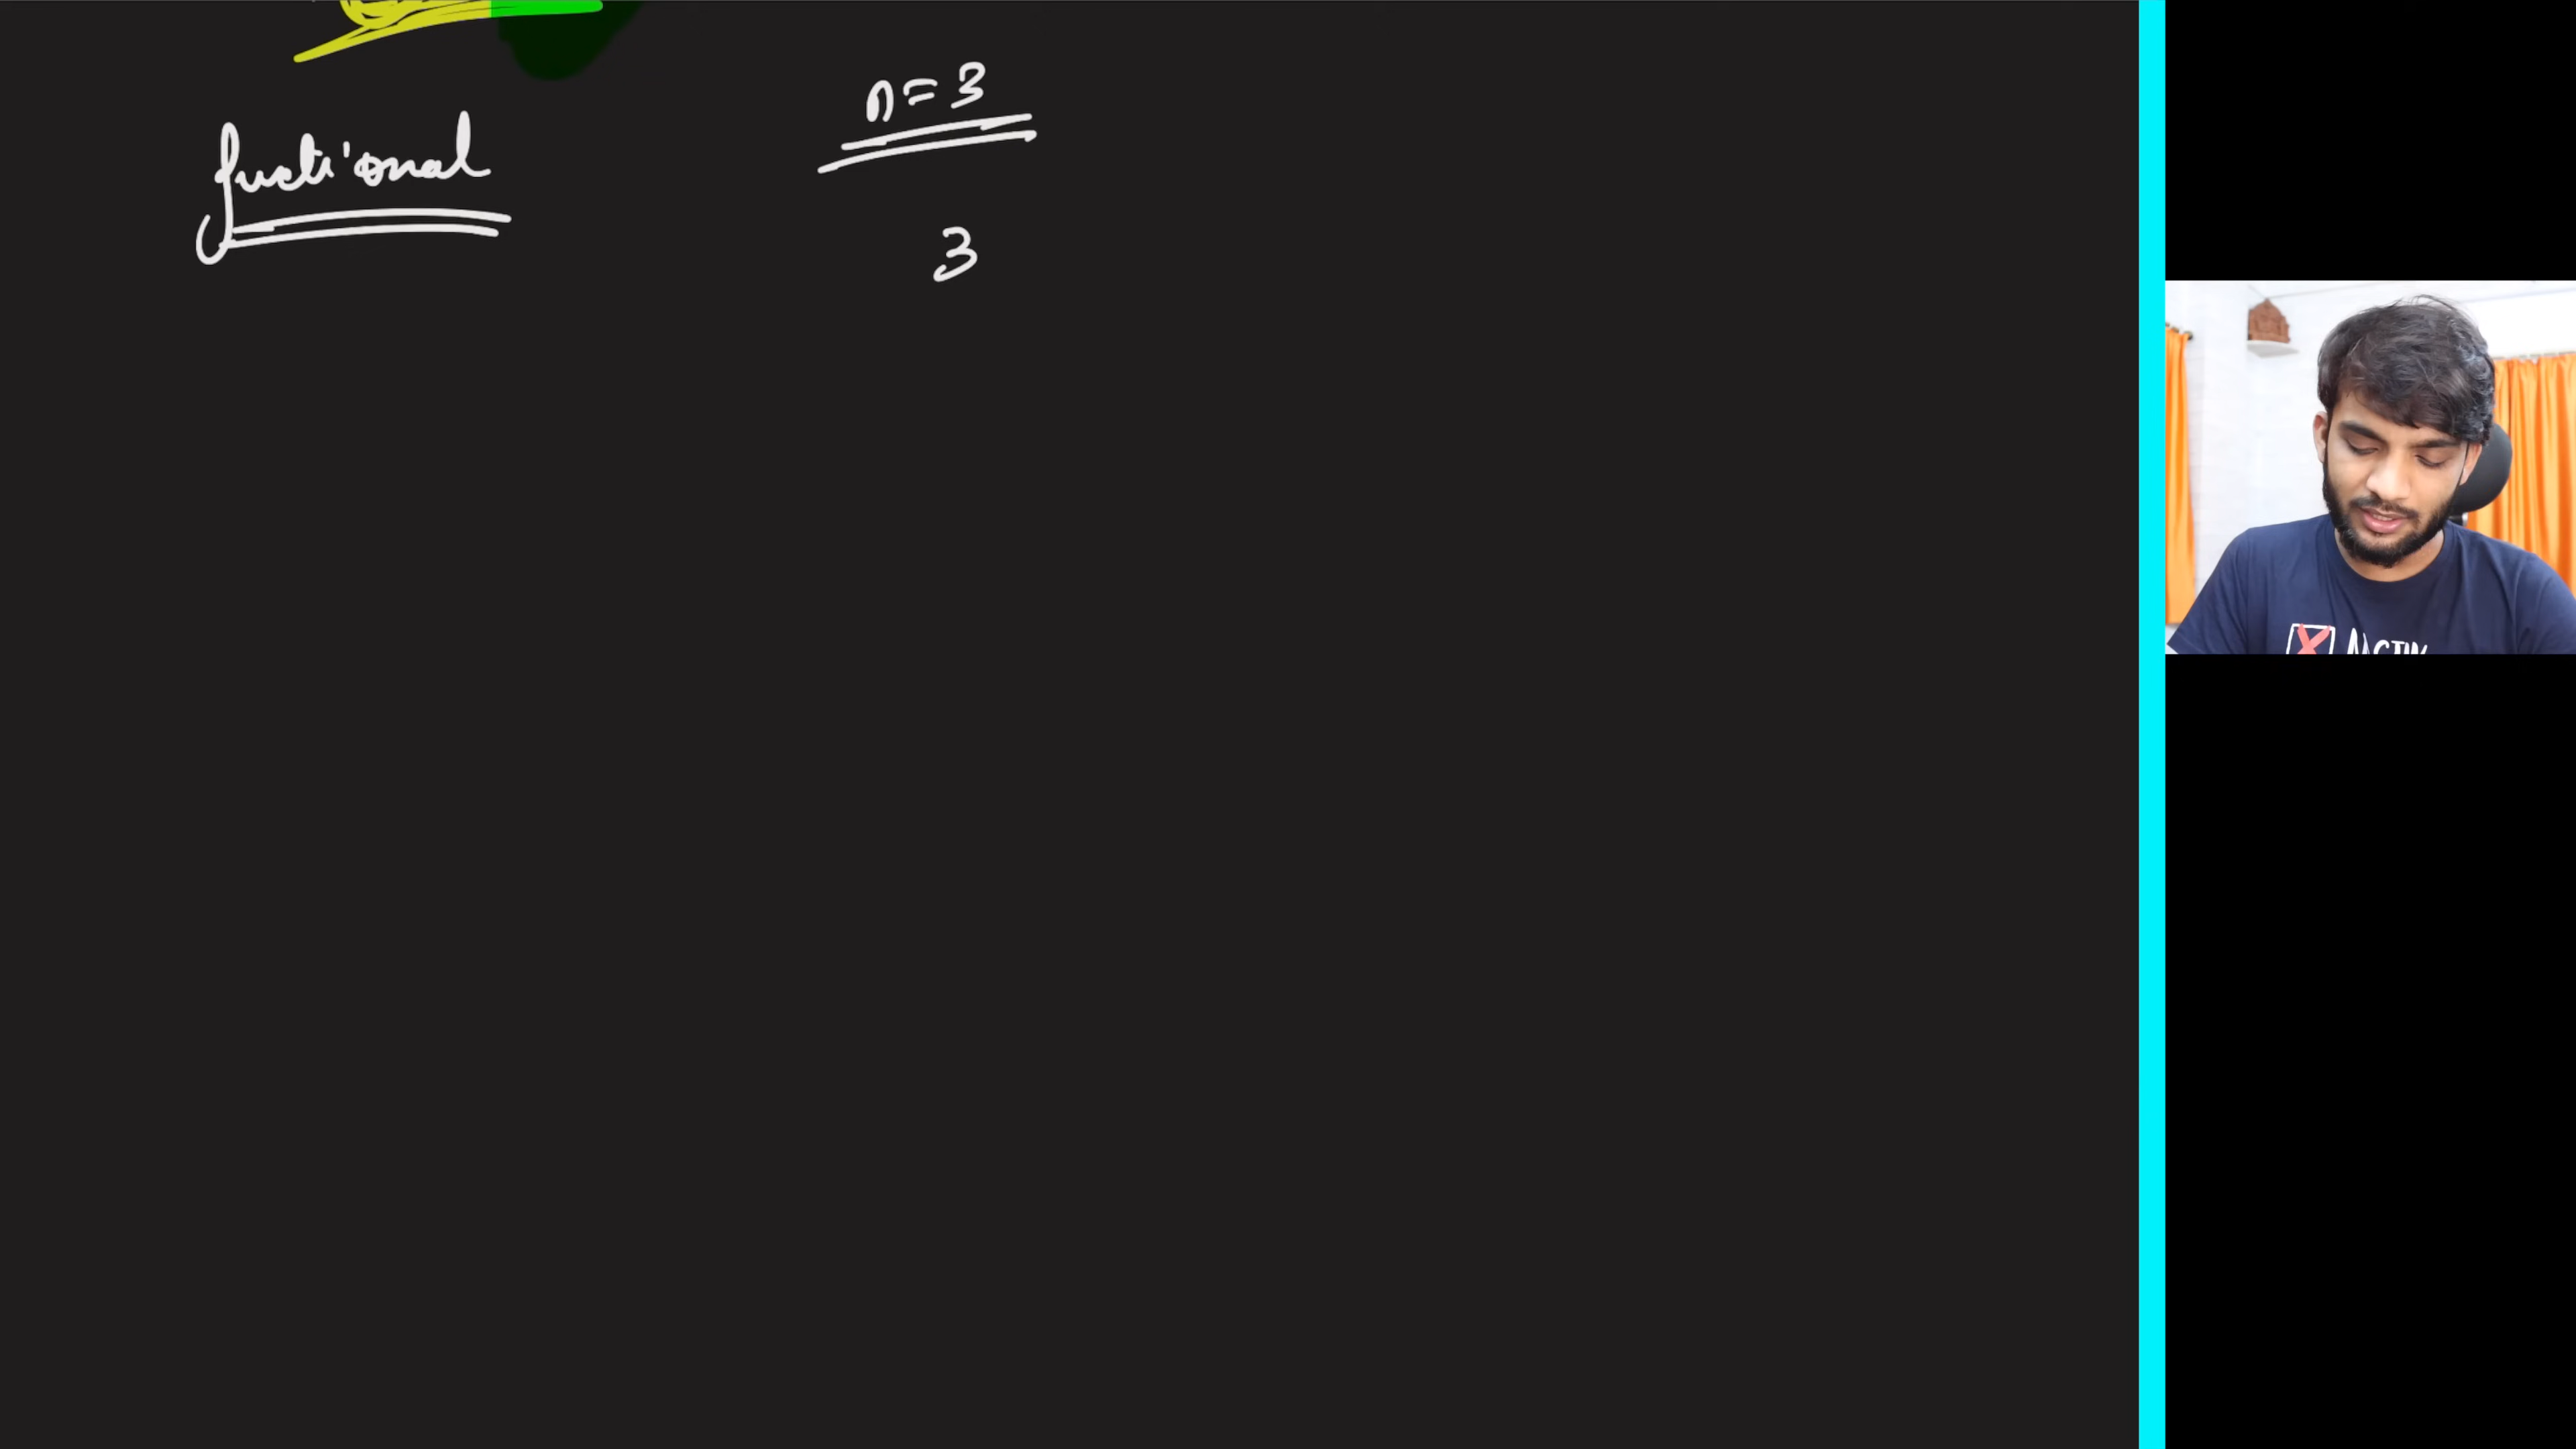 fuctional
n = 3
3